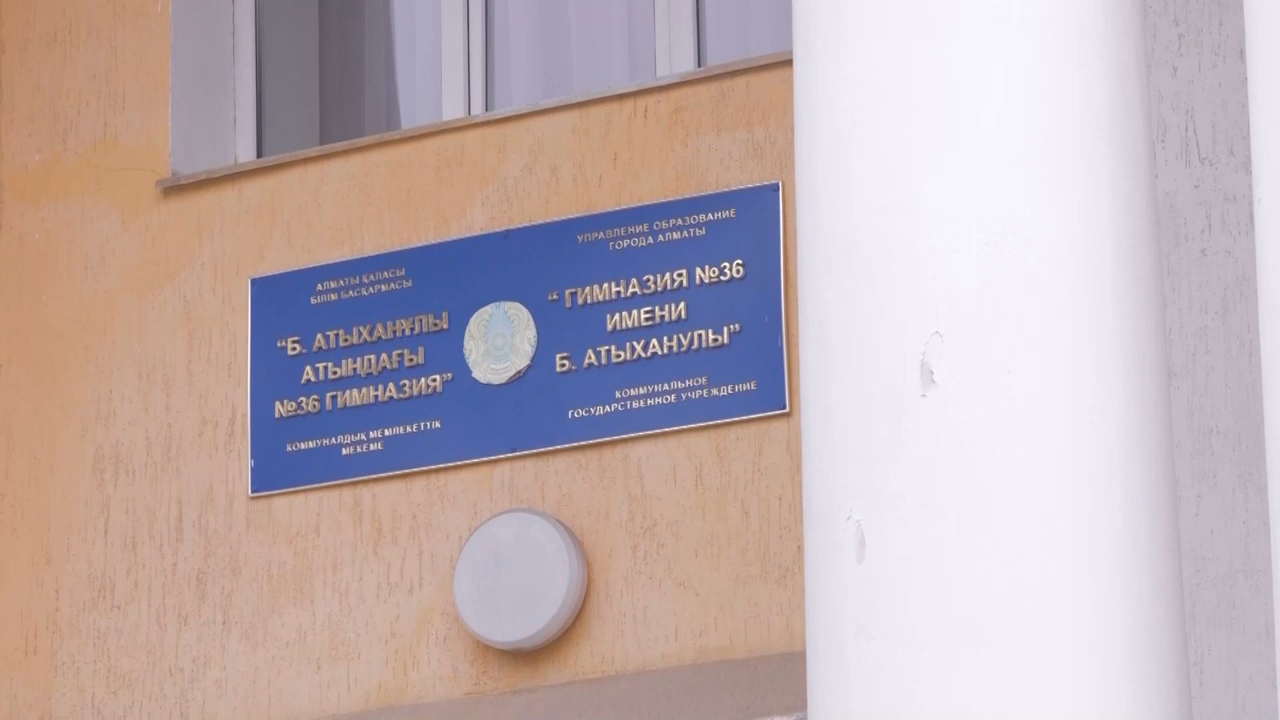 АЛМАТЫ ҚАЛАСЫ
БІЛІМ БАСҚАРМАСЫ
“Б. АТЫХАНҰЛЫ
АТЫНДАҒЫ
№36 ГИМНАЗИЯ”
КОММУНАЛДЫҚ МЕМЛЕКЕТТІК
МЕКЕМЕ
УПРАВЛЕНИЕ ОБРАЗОВАНИЕ
ГОРОДА АЛМАТЫ
“ ГИМНАЗИЯ №36
ИМЕНИ
Б. АТЫХАНУЛЫ”
КОММУНАЛЬНОЕ
ГОСУДАРСТВЕННОЕ УЧРЕЖДЕНИЕ